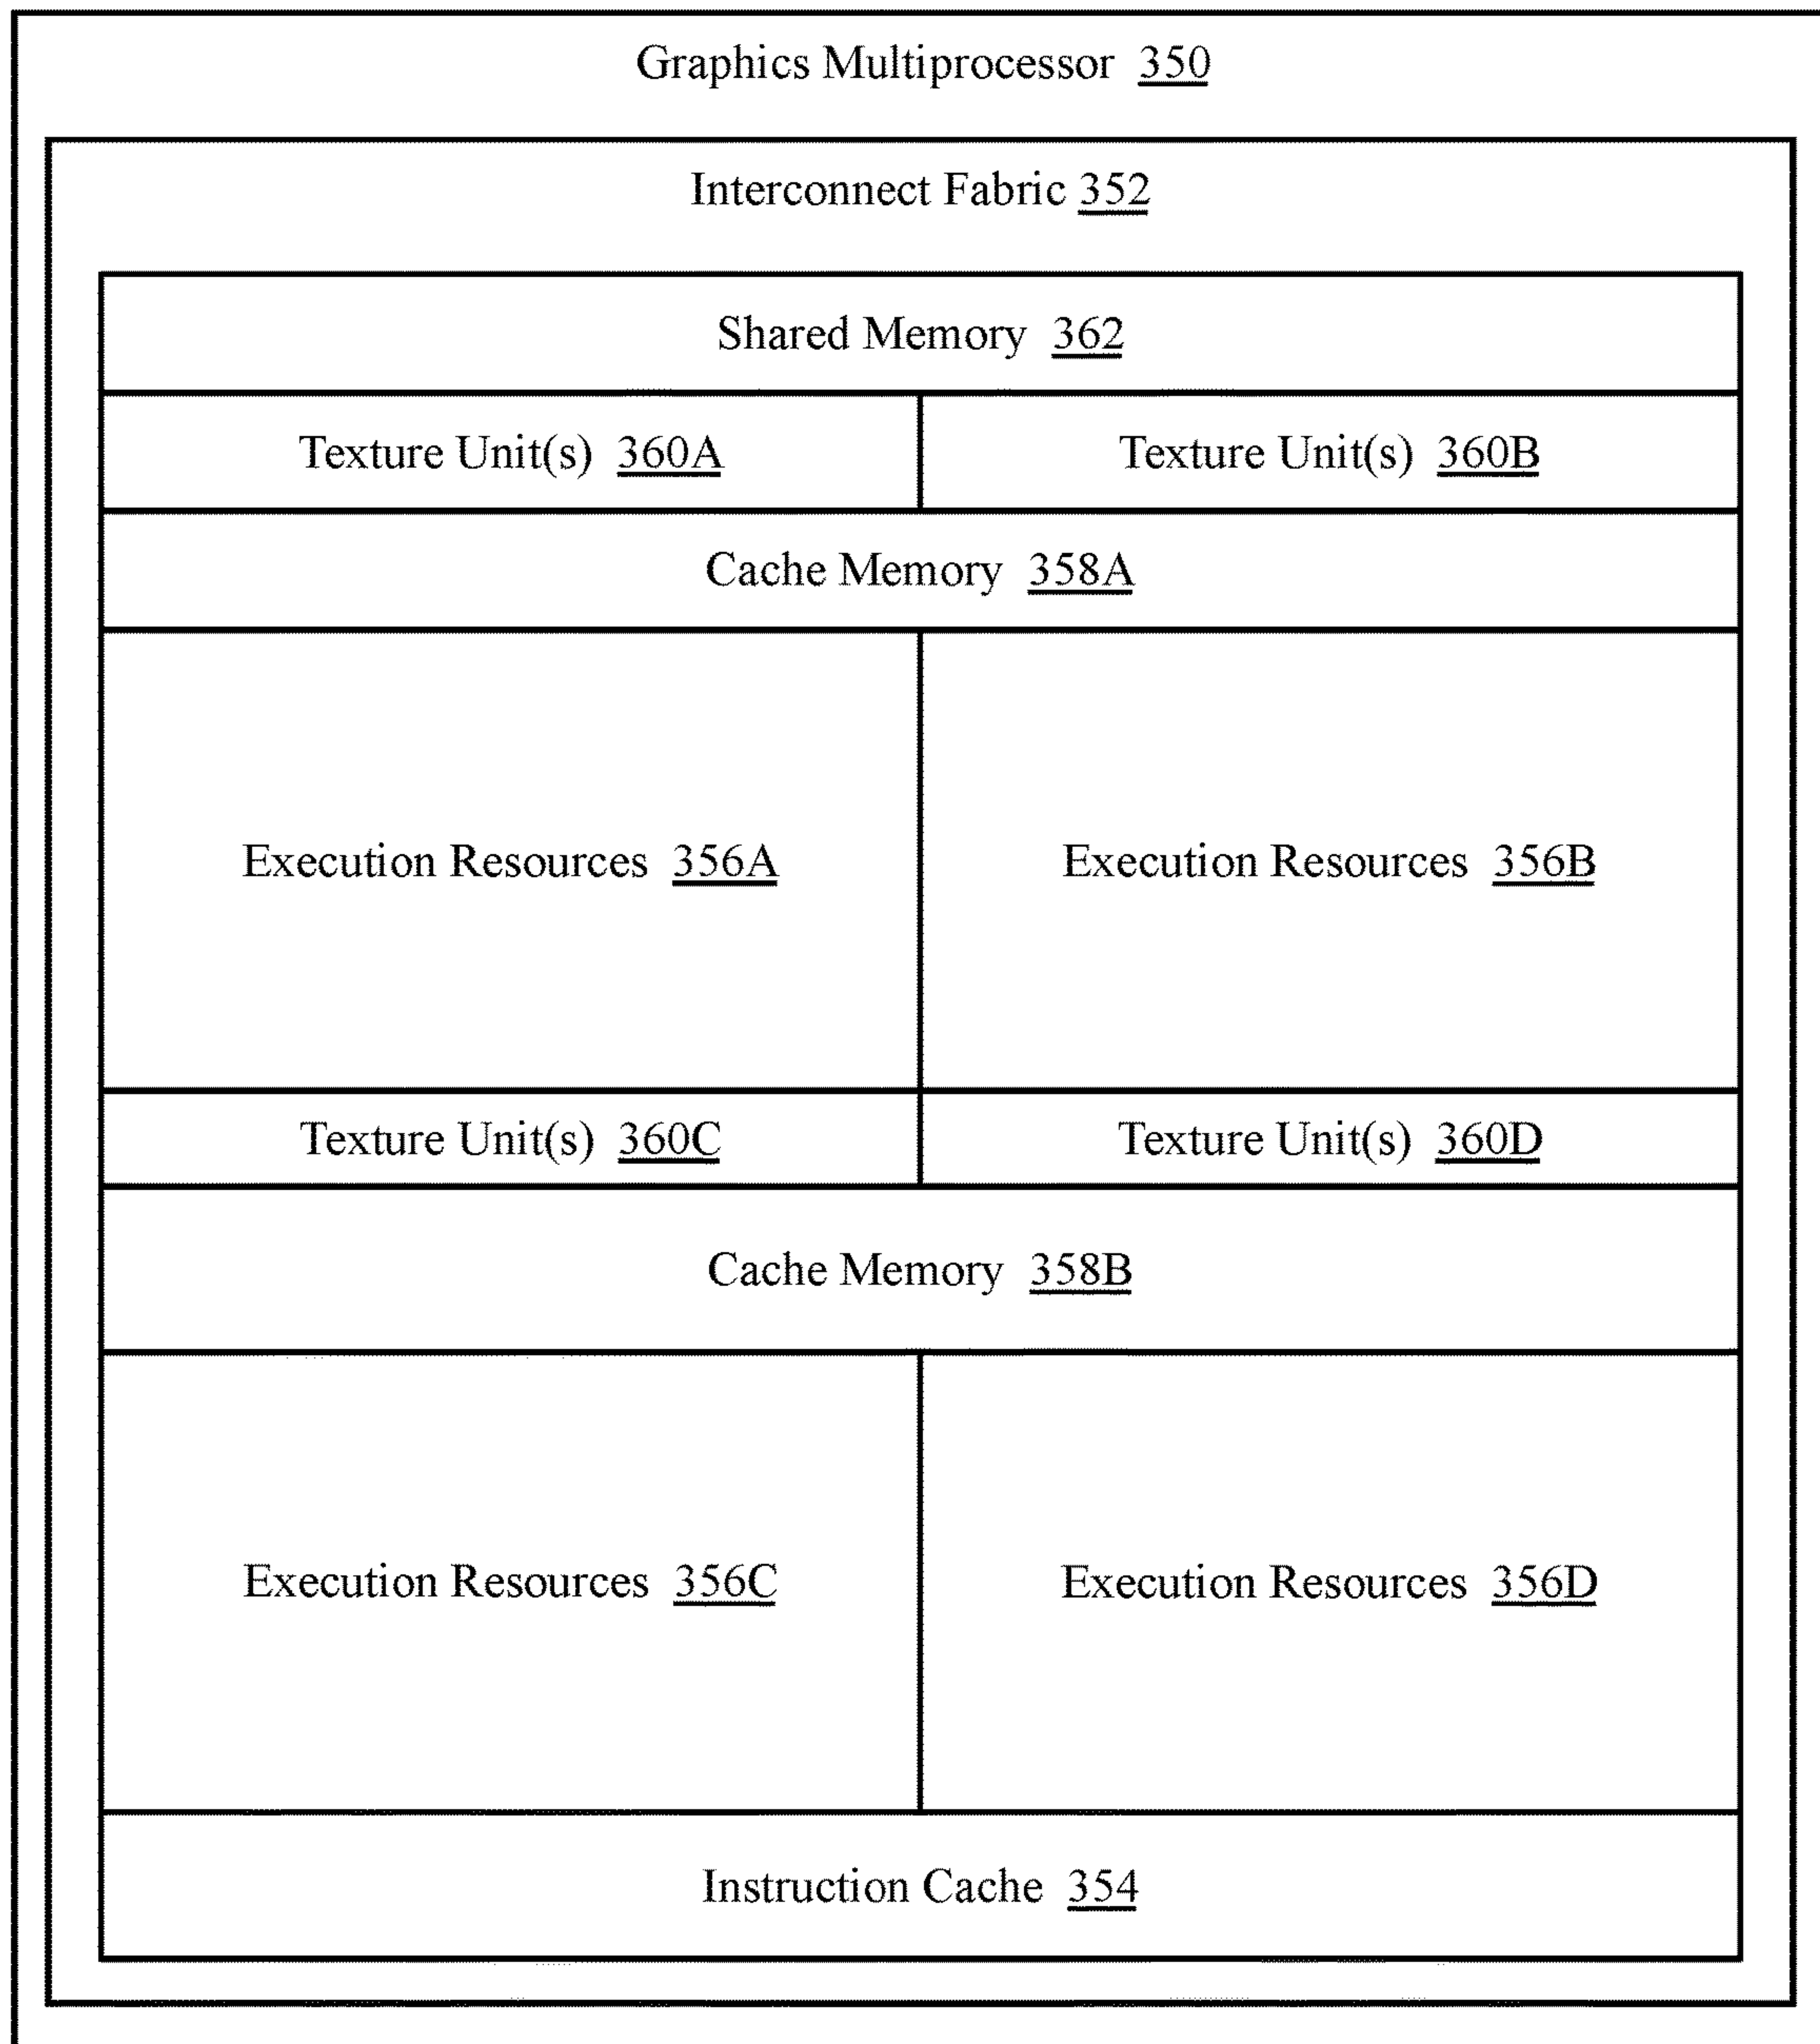 Graphics Multiprocessor 350
Interconnect Fabric 352
Shared Memory 362
Texture Unit(s) 360A
Texture Unit(s) 360B
Cache Memory 358A
Execution Resources 356A
Execution Resources 356B
Texture Unit(s) 360C
Texture Unit(s) 360D
Cache Memory 358B
Execution Resources 356C
Execution Resources 356D
Instruction Cache 354